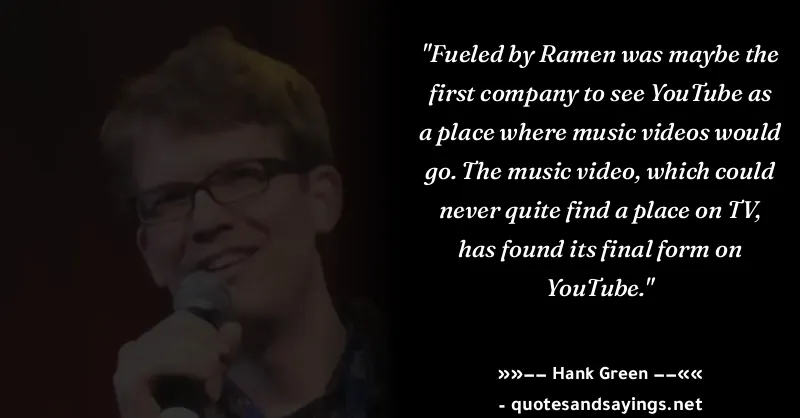 "Fueled by Ramen was maybe the
first company to see YouTube as
a place where music videos would
go. The music video, which could
never quite find a place on TV,
has found its final form on
YouTube."
»»−− Hank Green −−««
- quotesandsayings.net